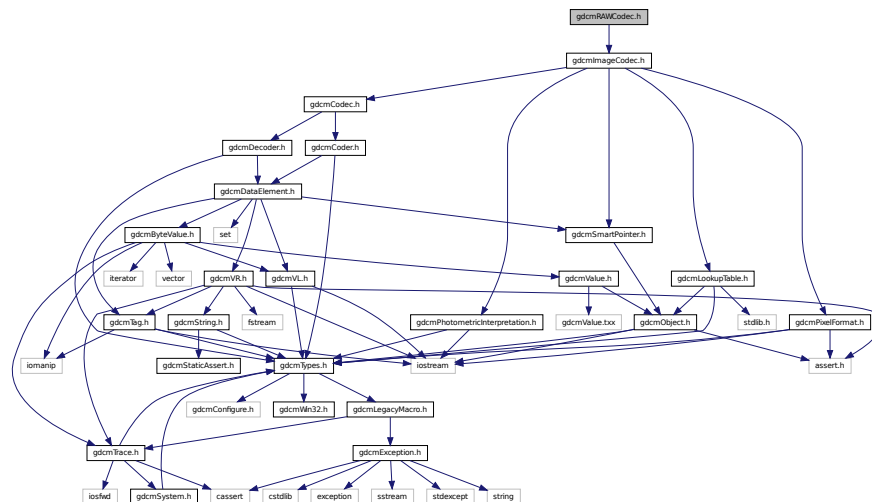 gdcmRAWCodec.h
gdcmImageCodec.h
gdcmCodec.h
gdcmDecoder.h
gdcmCoder.h
gdcmDataElement.h
gdcmByteValue.h
set
gdcmSmartPointer.h
iterator
vector
gdcmVR.h
gdcmVL.h
gdcmValue.h
gdcmLookupTable.h
gdcmTag.h
gdcmString.h
fstream
gdcmPhotometricInterpretation.h
gdcmValue.txx
gdcmObject.h
stdlib.h
gdcmPixelFormat.h
iomanip
gdcmStaticAssert.h
gdcmTypes.h
iostream
assert.h
gdcmConfigure.h
gdcmWin32.h
gdcmLegacyMacro.h
gdcmTrace.h
gdcmException.h
iosfwd
gdcmSystem.h
cassert
cstdlib
exception
sstream
stdexcept
string